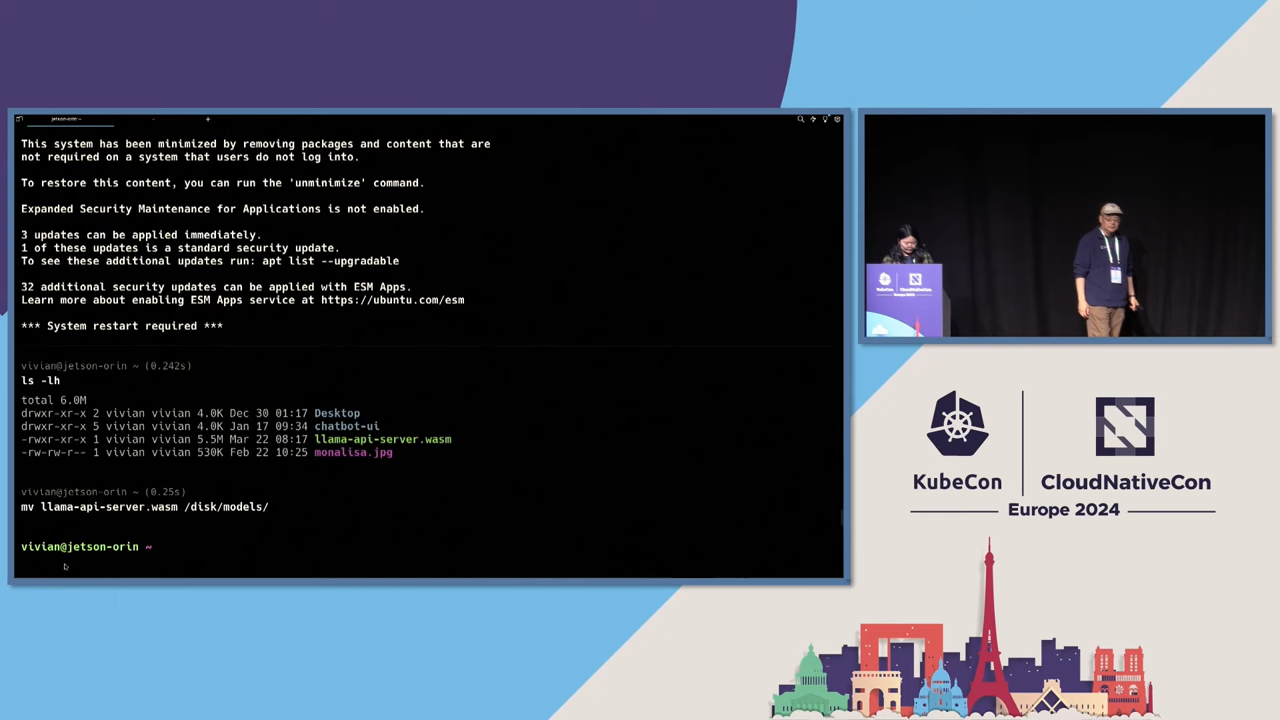 jetson-orin:~
This system has been minimized by removing packages and content that are
not required on a system that users do not log into.
To restore this content, you can run the 'unminimize' command.
Expanded Security Maintenance for Applications is not enabled.
3 updates can be applied immediately.
1 of these updates is a standard security update.
To see these additional updates run: apt list --upgradable
32 additional security updates can be applied with ESM Apps.
Learn more about enabling ESM Apps service at https://ubuntu.com/esm
*** System restart required ***
vivian@jetson-orin ~ (0.242s)
ls -lh
total 6.0M
drwxr-xr-x 2 vivian vivian 4.0K Dec 30 01:17 Desktop
drwxr-xr-x 5 vivian vivian 4.0K Jan 17 09:34 chatbot-ui
-rwxr-xr-x 1 vivian vivian 5.5M Mar 22 08:17 llama-api-server.wasm
-rw-rw-r-- 1 vivian vivian 530K Feb 22 10:25 monalisa.jpg
vivian@jetson-orin ~ (0.25s)
mv llama-api-server.wasm /disk/models/
vivian@jetson-orin ~
KubeCon CloudNativeCon
Europe 2024
KubeCon CloudNativeCon
Europe 2024